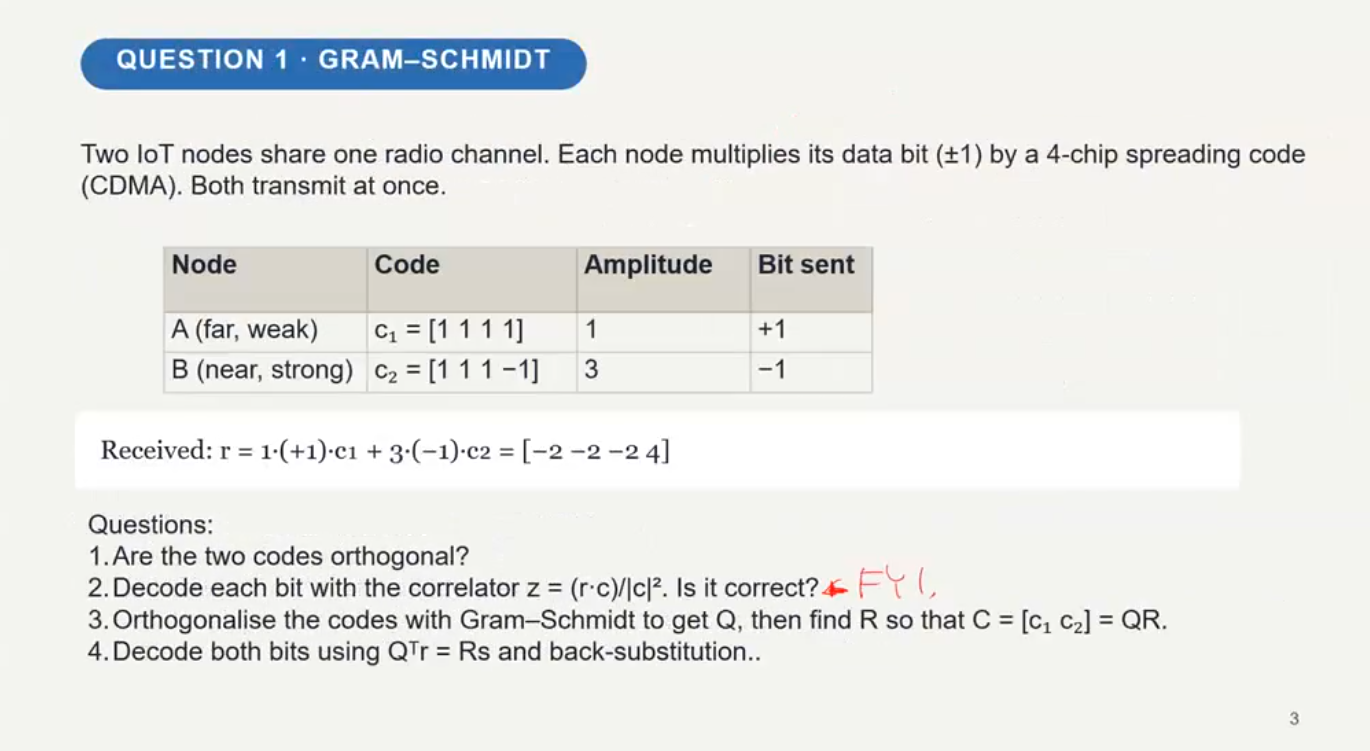 QUESTION 1 · GRAM–SCHMIDT
Two IoT nodes share one radio channel. Each node multiplies its data bit (±1) by a 4-chip spreading code
(CDMA). Both transmit at once.
Node Code Amplitude Bit sent
A (far, weak) c₁ = [1 1 1 1] 1 +1
B (near, strong) c₂ = [1 1 1 −1] 3 −1
Received: r = 1·(+1)·c1 + 3·(−1)·c2 = [−2 −2 −2 4]
Questions:
1.Are the two codes orthogonal?
2.Decode each bit with the correlator z = (r·c)/|c|². Is it correct? ← FYI,
3.Orthogonalise the codes with Gram–Schmidt to get Q, then find R so that C = [c₁ c₂] = QR.
4.Decode both bits using Qᵀr = Rs and back-substitution..
3